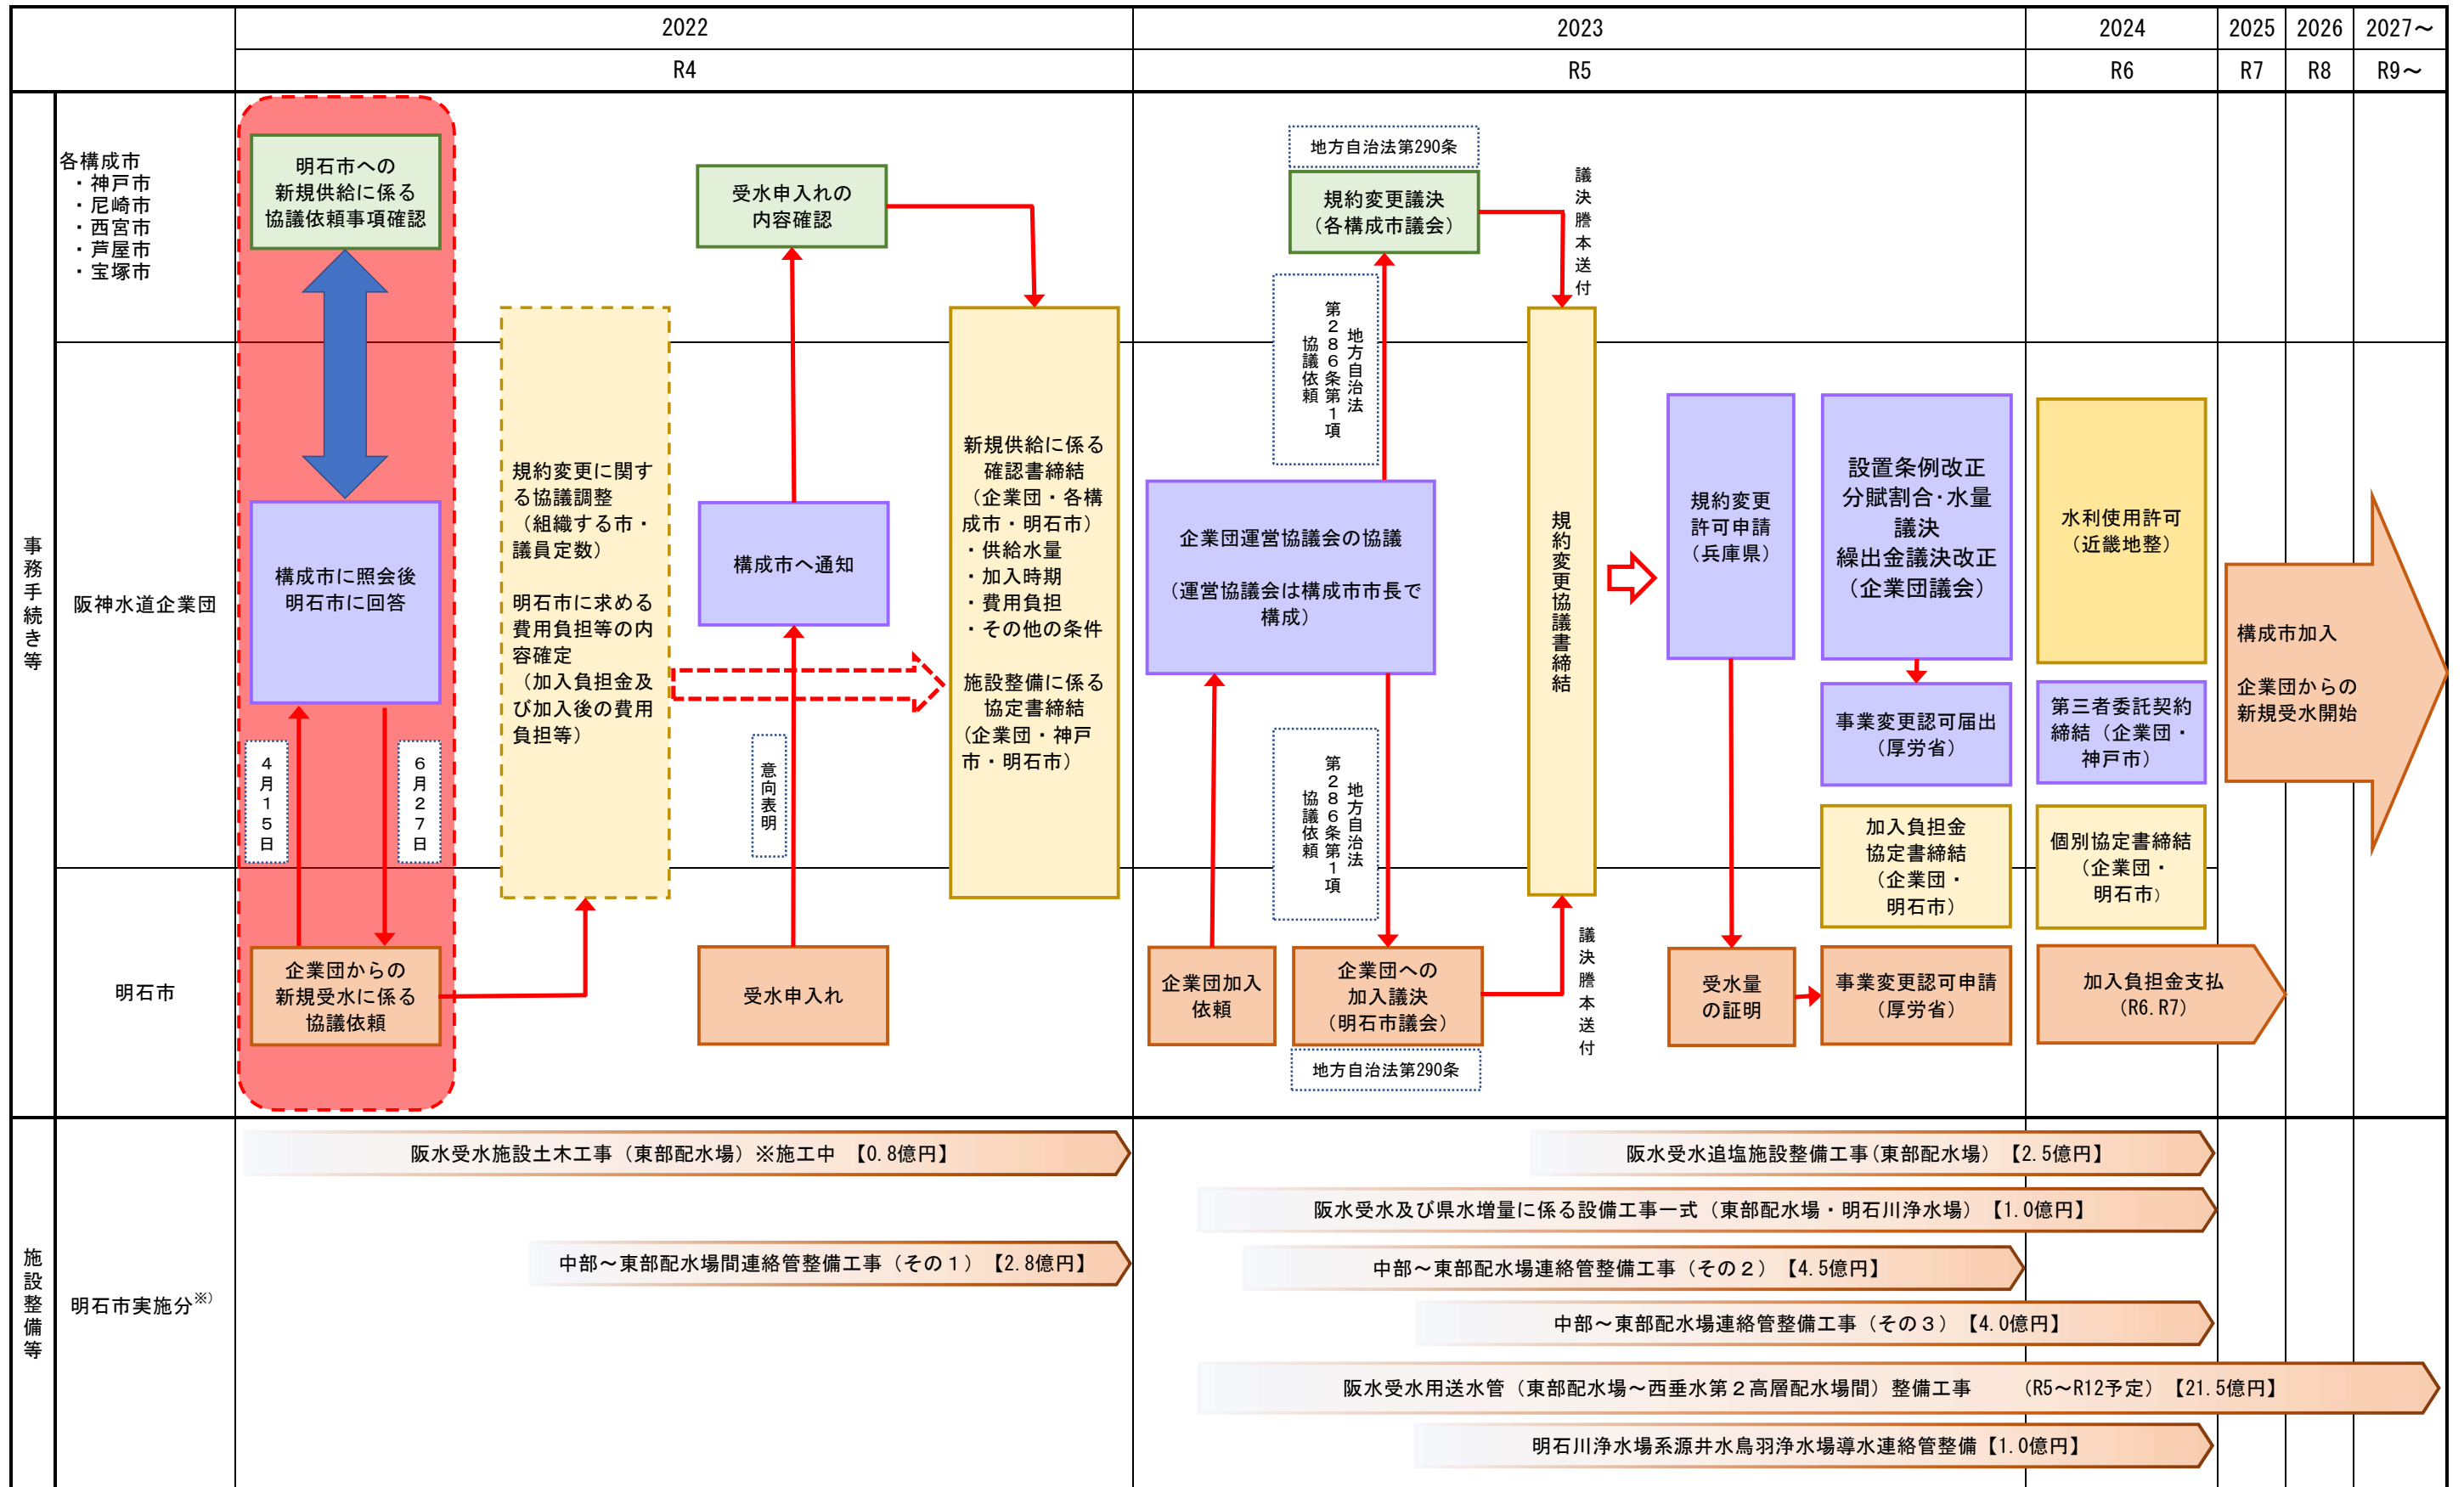 2022
2023
2024
2025
2026
2027～
R4
R5
R6
R7
R8
R9～
事務手続き等
各構成市
・神戸市
・尼崎市
・西宮市
・芦屋市
・宝塚市
明石市への
新規供給に係る
協議依頼事項確認
受水申入れの
内容確認
地方自治法第290条
規約変更議決
（各構成市議会）
議決謄本送付
地方自治法
第２８６条第１項
協議依頼
阪神水道企業団
構成市に照会後
明石市に回答
４月１５日
６月２７日
規約変更に関す
る協議調整
（組織する市・
議員定数）
明石市に求める
費用負担等の内
容確定
（加入負担金及
び加入後の費用
負担等）
構成市へ通知
意向表明
新規供給に係る
確認書締結
（企業団・各構
成市・明石市）
・供給水量
・加入時期
・費用負担
・その他の条件
施設整備に係る
協定書締結
(企業団・神戸
市・明石市)
企業団運営協議会の協議
（運営協議会は構成市市長で
構成）
地方自治法
第２８６条第１項
協議依頼
規約変更協議書締結
規約変更
許可申請
（兵庫県）
設置条例改正
分賦割合･水量
議決
繰出金議決改正
（企業団議会）
事業変更認可届出
（厚労省）
加入負担金
協定書締結
（企業団・
明石市）
水利使用許可
（近畿地整）
第三者委託契約
締結（企業団・
神戸市）
個別協定書締結
（企業団・
明石市）
構成市加入
企業団からの
新規受水開始
明石市
企業団からの
新規受水に係る
協議依頼
受水申入れ
企業団加入
依頼
企業団への
加入議決
（明石市議会）
地方自治法第290条
議決謄本送付
受水量
の証明
事業変更認可申請
（厚労省）
加入負担金支払
（R6.R7）
施設整備等
明石市実施分※）
阪水受水施設土木工事（東部配水場）※施工中 【0.8億円】
阪水受水追塩施設整備工事(東部配水場）【2.5億円】
阪水受水及び県水増量に係る設備工事一式（東部配水場・明石川浄水場）【1.0億円】
中部～東部配水場間連絡管整備工事（その１）【2.8億円】
中部～東部配水場連絡管整備工事（その２）【4.5億円】
中部～東部配水場連絡管整備工事（その３）【4.0億円】
阪水受水用送水管（東部配水場～西垂水第２高層配水場間）整備工事　　（R5～R12予定）【21.5億円】
明石川浄水場系源井水鳥羽浄水場導水連絡管整備【1.0億円】